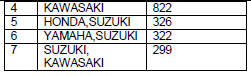 4 KAWASAKI 822
5 HONDA,SUZUKI 326
6 YAMAHA,SUZUKI 322
7 SUZUKI, 299
KAWASAKI